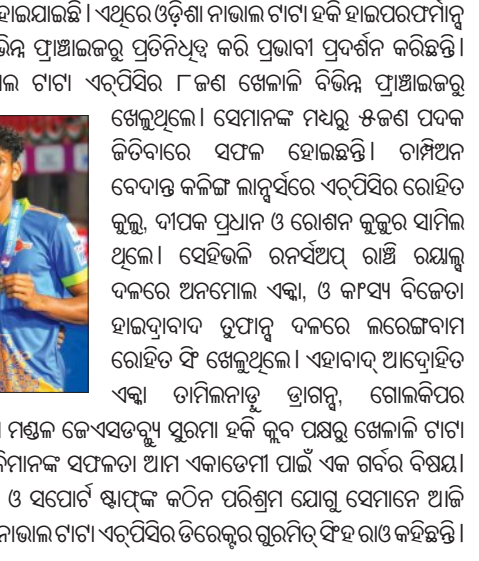 ହାଇଯାଇଛି। ଏଥିରେ ଓଡ଼ିଶା ନାଭାଲ ଟାଟା ହକି ହାଇପରଫର୍ମାନ୍ସ
ଭିନ୍ନ ଫ୍ରାଞ୍ଚାଇଜରୁ ପ୍ରତିନିଧିତ୍ୱ କରି ପ୍ରଭାବୀ ପ୍ରଦର୍ଶନ କରିଛନ୍ତି।
ଲ ଟାଟା ଏଚ୍‌ପିସିର ୮ଜଣ ଖେଳାଳି ବିଭିନ୍ନ ଫ୍ରାଞ୍ଚାଇଜରୁ
ଖେଳୁଥିଲେ। ସେମାନଙ୍କ ମଧ୍ୟରୁ ୫ଜଣ ପଦକ
ଜିତିବାରେ ସଫଳ ହୋଇଛନ୍ତି। ଚାମ୍ପିଅନ
ବେଦାନ୍ତ କଳିଙ୍ଗ ଲାନ୍ସର୍ସରେ ଏଚ୍‌ପିସିର ରୋହିତ
କୁଲୁ, ଦୀପକ ପ୍ରଧାନ ଓ ରୋଶନ କୁଜୁର ସାମିଲ
ଥିଲେ। ସେହିଭଳି ରନର୍ସଅପ୍ ରାଞ୍ଚି ରୟାଲ୍ସ
ଦଳରେ ଅନମୋଲ ଏକ୍କା, ଓ କାଂସ୍ୟ ବିଜେତା
ହାଇଦ୍ରାବାଦ ତୁଫାନ୍ସ ଦଳରେ ଲରେଙ୍ଗବାମ
ରୋହିତ ସିଂ ଖେଳୁଥିଲେ। ଏହାବାଦ୍ ଆଦ୍ରୋହିତ
ଏକ୍କା ତାମିଲନାଡୁ ଡ୍ରାଗନ୍ସ, ଗୋଲକିପର
ମଣ୍ଡଳ ଜେଏସଡବ୍ଲ୍ୟୁ ସୁରମା ହକି କ୍ଲବ ପକ୍ଷରୁ ଖେଳାଳି ଟାଟା
ମାନଙ୍କ ସଫଳତା ଆମ ଏକାଡେମୀ ପାଇଁ ଏକ ଗର୍ବର ବିଷୟ।
ଓ ସପୋର୍ଟ ଷ୍ଟାଫ୍‌ଙ୍କ କଠିନ ପରିଶ୍ରମ ଯୋଗୁ ସେମାନେ ଆଜି
ନାଭାଲ ଟାଟା ଏଚ୍‌ପିସିର ଡିରେକ୍ଟର ଗୁରମିତ୍ ସିଂହ ରାଓ କହିଛନ୍ତି।